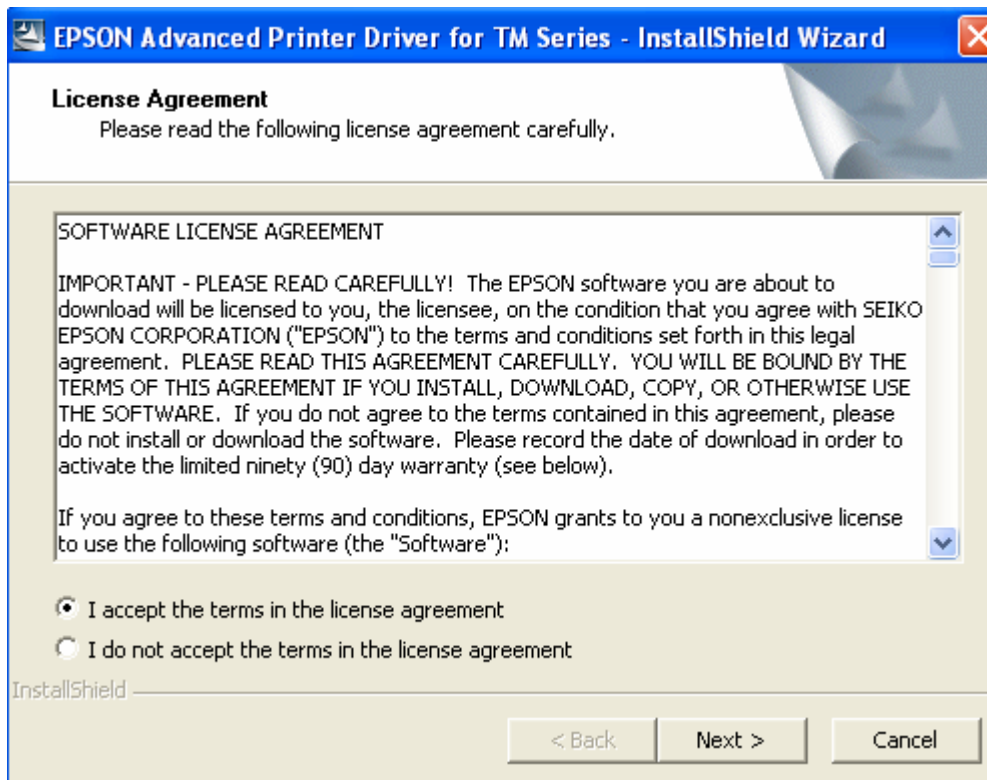 EPSON Advanced Printer Driver for TM Series - InstallShield Wizard
License Agreement
Please read the following license agreement carefully.
SOFTWARE LICENSE AGREEMENT
IMPORTANT - PLEASE READ CAREFULLY!  The EPSON software you are about to
download will be licensed to you, the licensee, on the condition that you agree with SEIKO
EPSON CORPORATION ("EPSON") to the terms and conditions set forth in this legal
agreement.  PLEASE READ THIS AGREEMENT CAREFULLY.  YOU WILL BE BOUND BY THE
TERMS OF THIS AGREEMENT IF YOU INSTALL, DOWNLOAD, COPY, OR OTHERWISE USE
THE SOFTWARE.  If you do not agree to the terms contained in this agreement, please
do not install or download the software.  Please record the date of download in order to
activate the limited ninety (90) day warranty (see below).
If you agree to these terms and conditions, EPSON grants to you a nonexclusive license
to use the following software (the "Software"):
I accept the terms in the license agreement
I do not accept the terms in the license agreement
InstallShield
< Back
Next >
Cancel